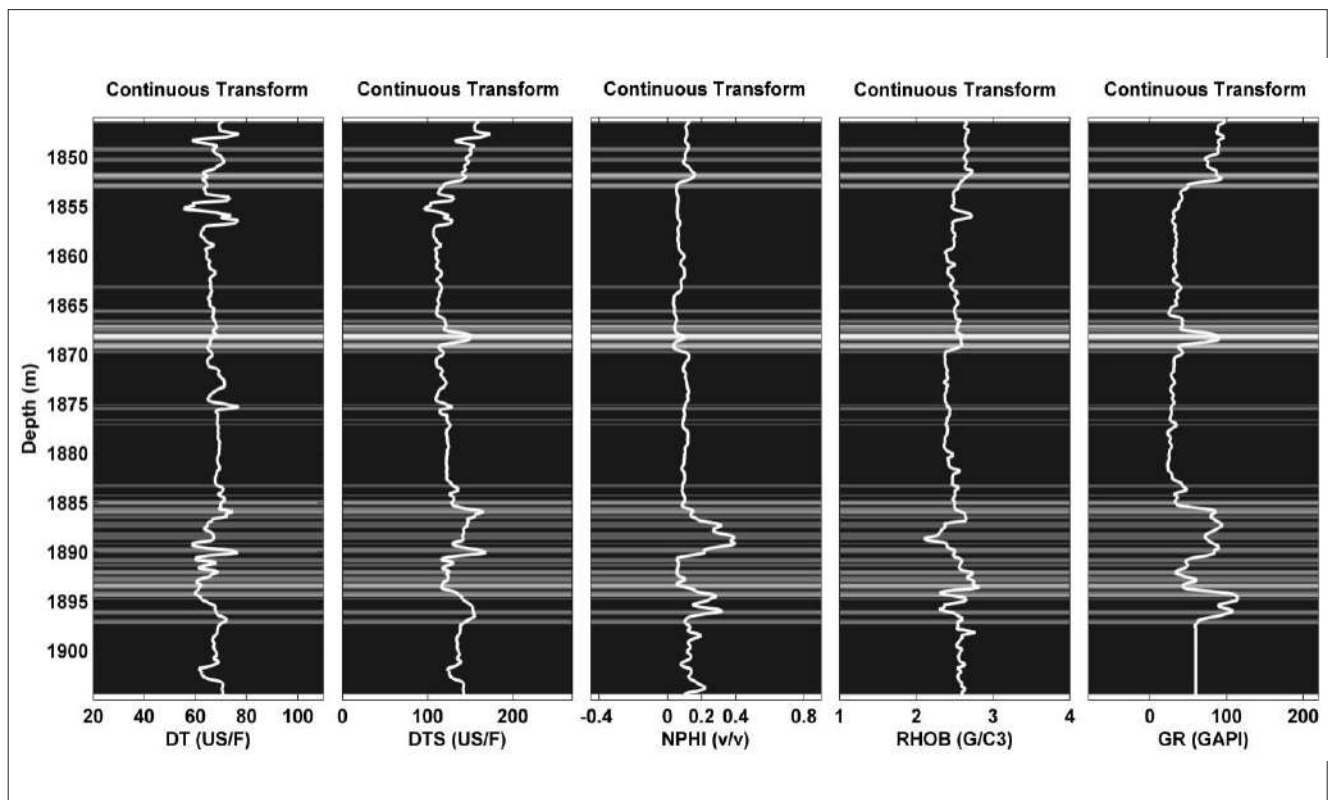 Continuous Transform Continuous Transform Continuous Transform Continuous Transform Continuous Transform
Depth (m)
1850
1855
1860
1865
1870
1875
1880
1885
1890
1895
1900
20 40 60 80 100 0 100 200 -0.4 0 0.2 0.4 0.8 1 2 3 4 0 100 200
DT (US/F) DTS (US/F) NPHI (v/v) RHOB (G/C3) GR (GAPI)